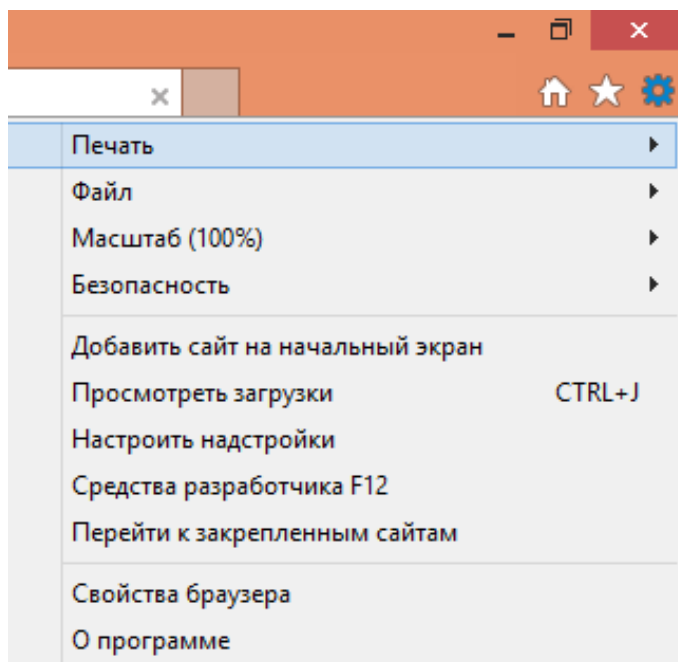 Печать
Файл
Масштаб (100%)
Безопасность
Добавить сайт на начальный экран
Просмотреть загрузки CTRL+J
Настроить надстройки
Средства разработчика F12
Перейти к закрепленным сайтам
Свойства браузера
О программе